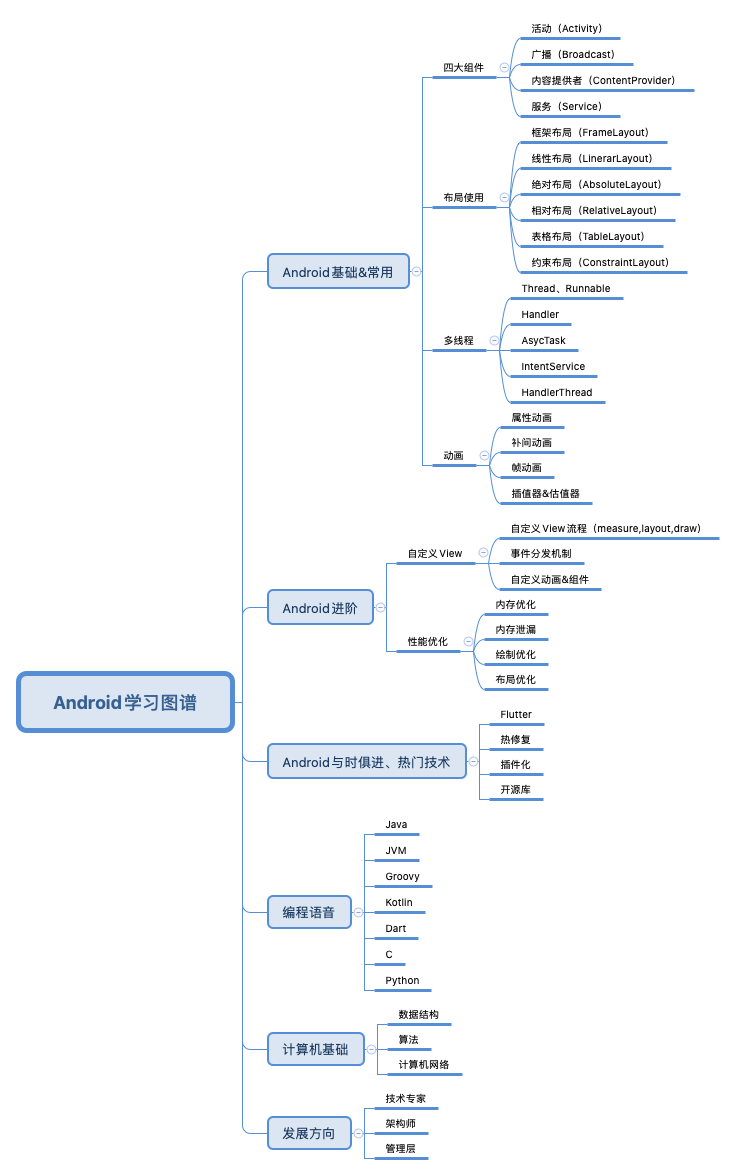 Android学习图谱
Android基础&常用
四大组件
活动（Activity）
广播（Broadcast）
内容提供者（ContentProvider）
服务（Service）
布局使用
框架布局（FrameLayout）
线性布局（LinerarLayout）
绝对布局（AbsoluteLayout）
相对布局（RelativeLayout）
表格布局（TableLayout）
约束布局（ConstraintLayout）
多线程
Thread、Runnable
Handler
AsycTask
IntentService
HandlerThread
动画
属性动画
补间动画
帧动画
插值器&估值器
Android进阶
自定义View
自定义View流程（measure,layout,draw）
事件分发机制
自定义动画&组件
性能优化
内存优化
内存泄漏
绘制优化
布局优化
Android与时俱进、热门技术
Flutter
热修复
插件化
开源库
编程语音
Java
JVM
Groovy
Kotlin
Dart
C
Python
计算机基础
数据结构
算法
计算机网络
发展方向
技术专家
架构师
管理层